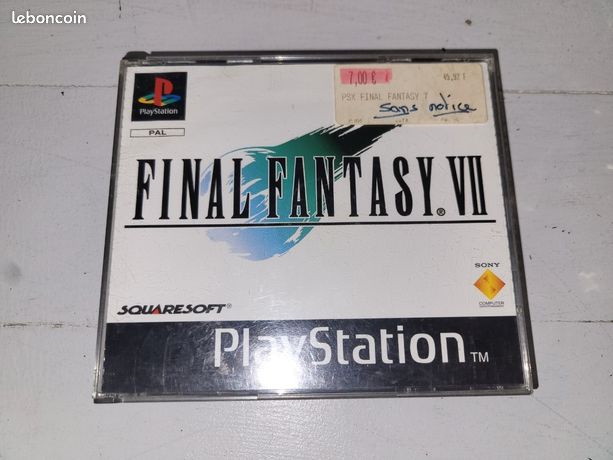 leboncoin
PlayStation
PAL
7,00 €
45,92 F
PSX FINAL FANTASY 7
Sans notice
FINAL FANTASY® VII
SONY
COMPUTER
SQUARESOFT®
PlayStation™